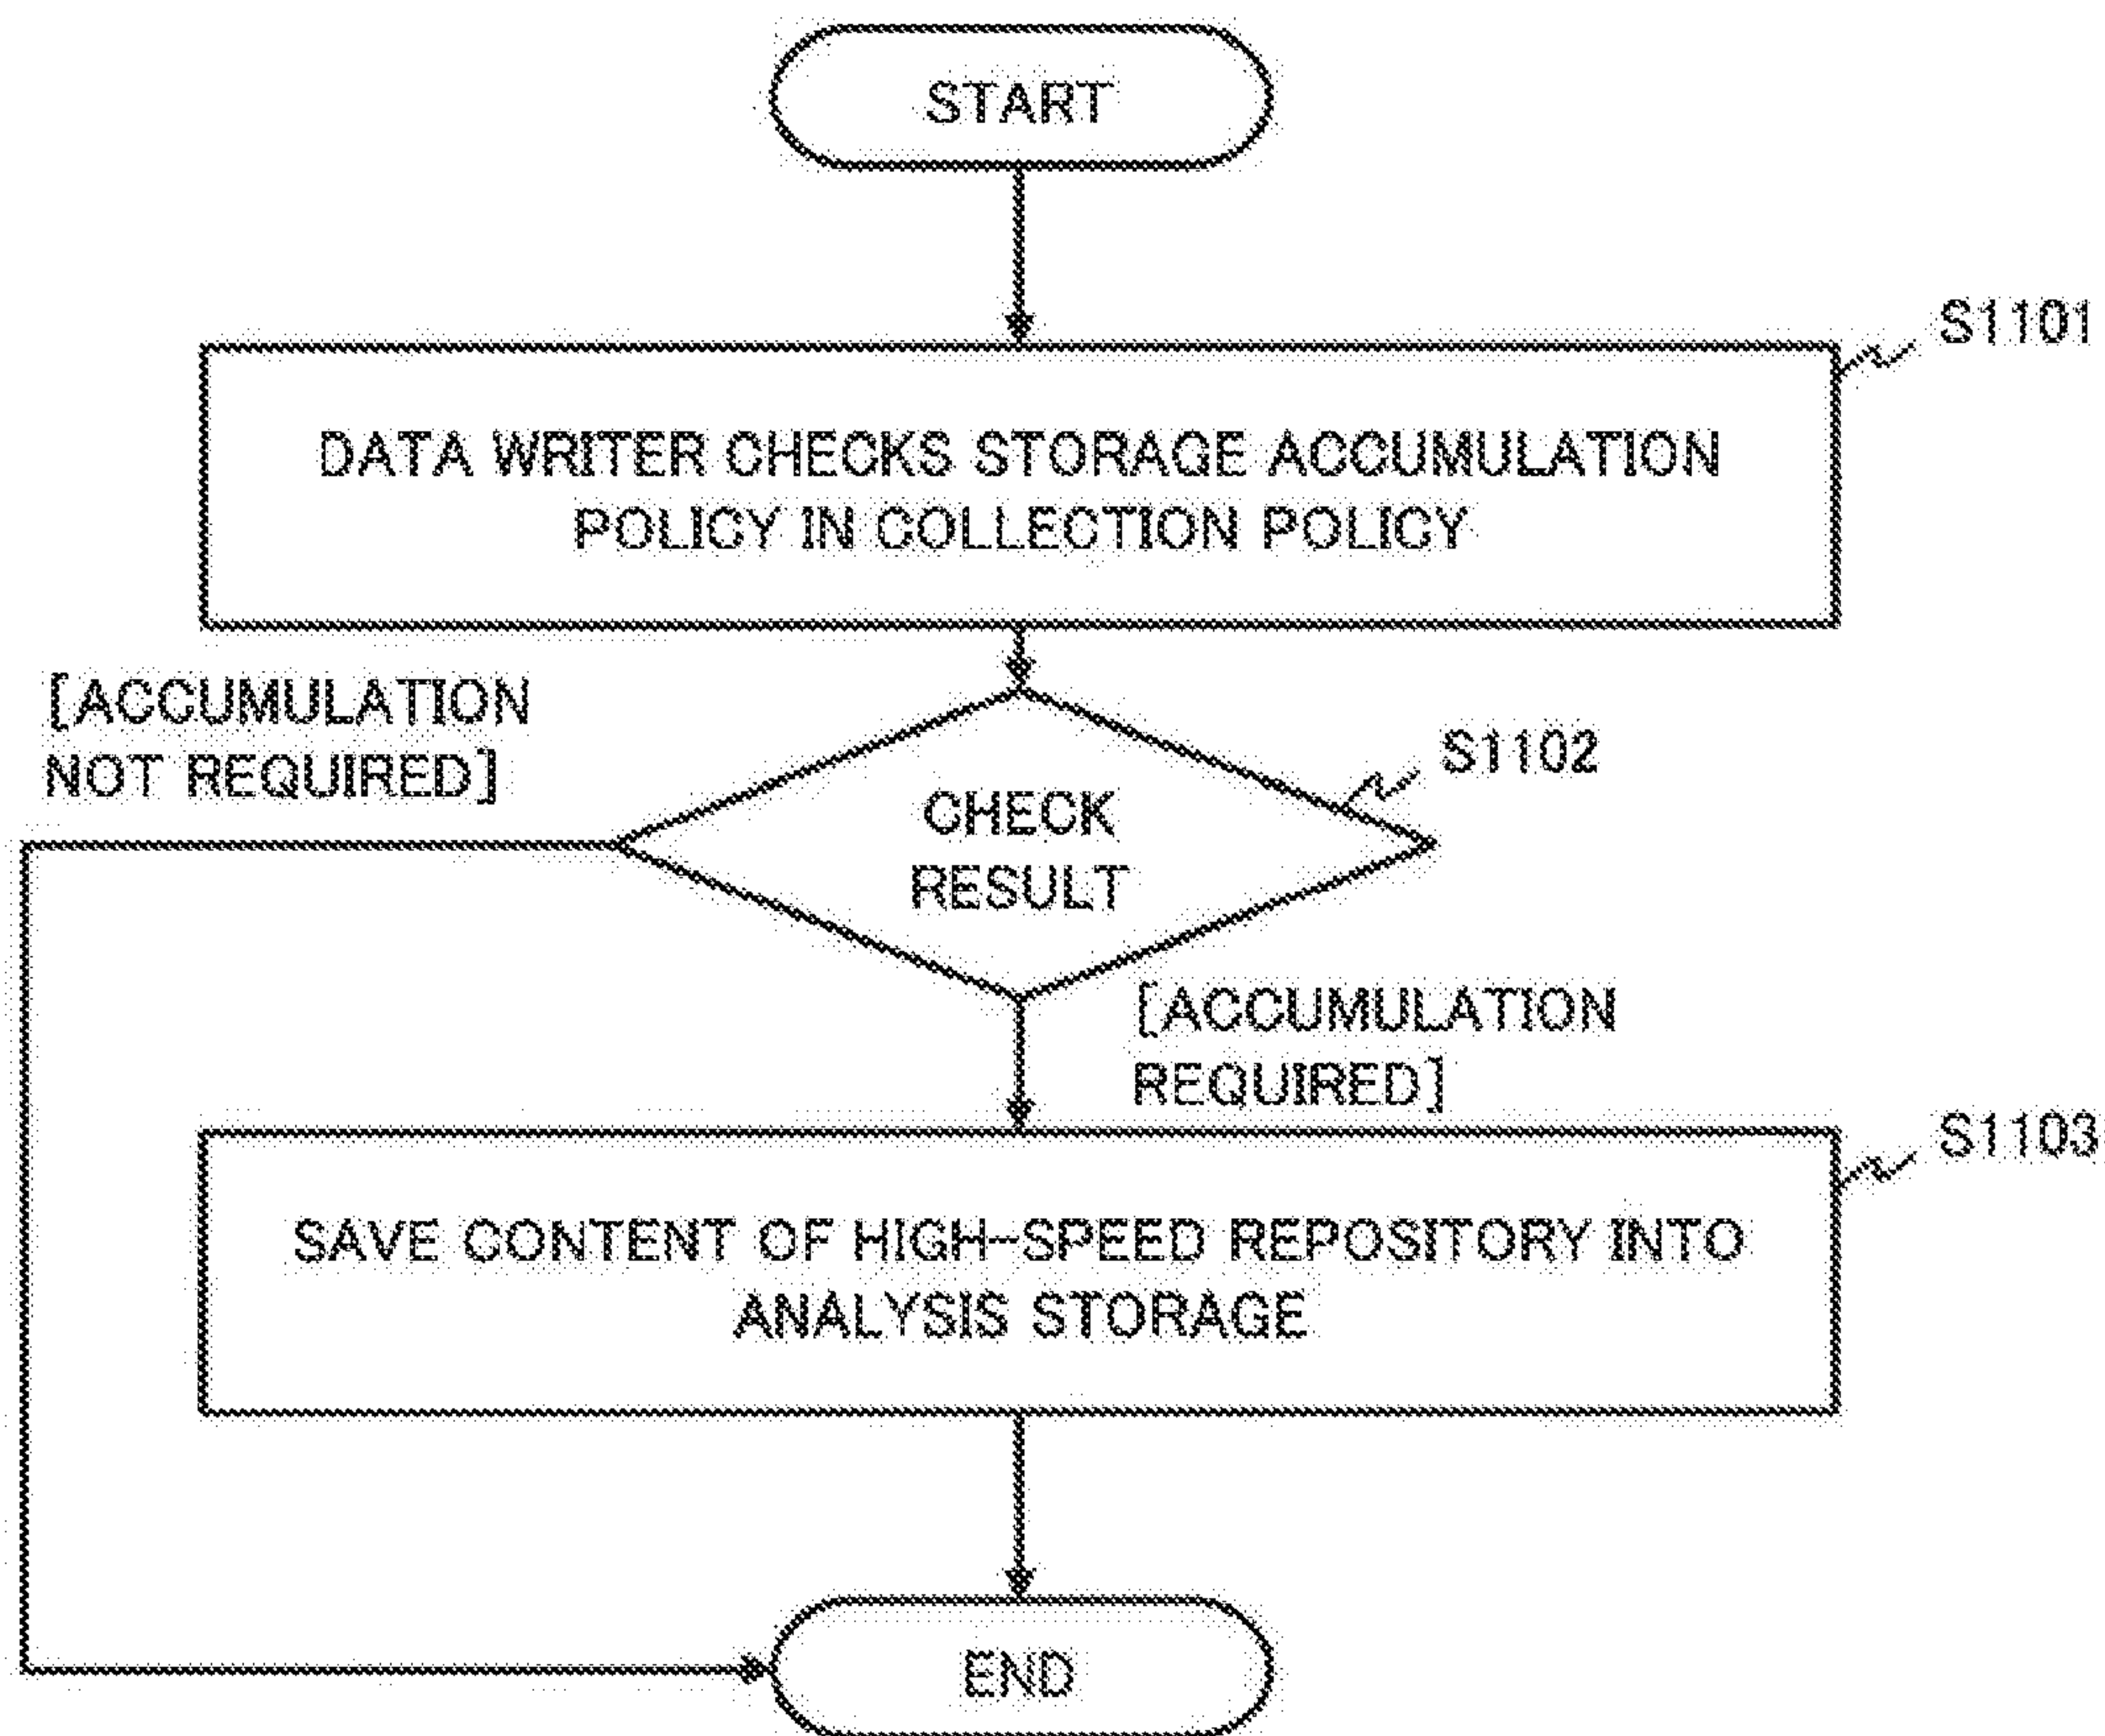 START
S1101
DATA WRITER CHECKS STORAGE ACCUMULATION
POLICY IN COLLECTION POLICY
[ACCUMULATION
NOT REQUIRED]
S1102
CHECK
RESULT
[ACCUMULATION
REQUIRED]
S1103
SAVE CONTENT OF HIGH-SPEED REPOSITORY INTO
ANALYSIS STORAGE
END